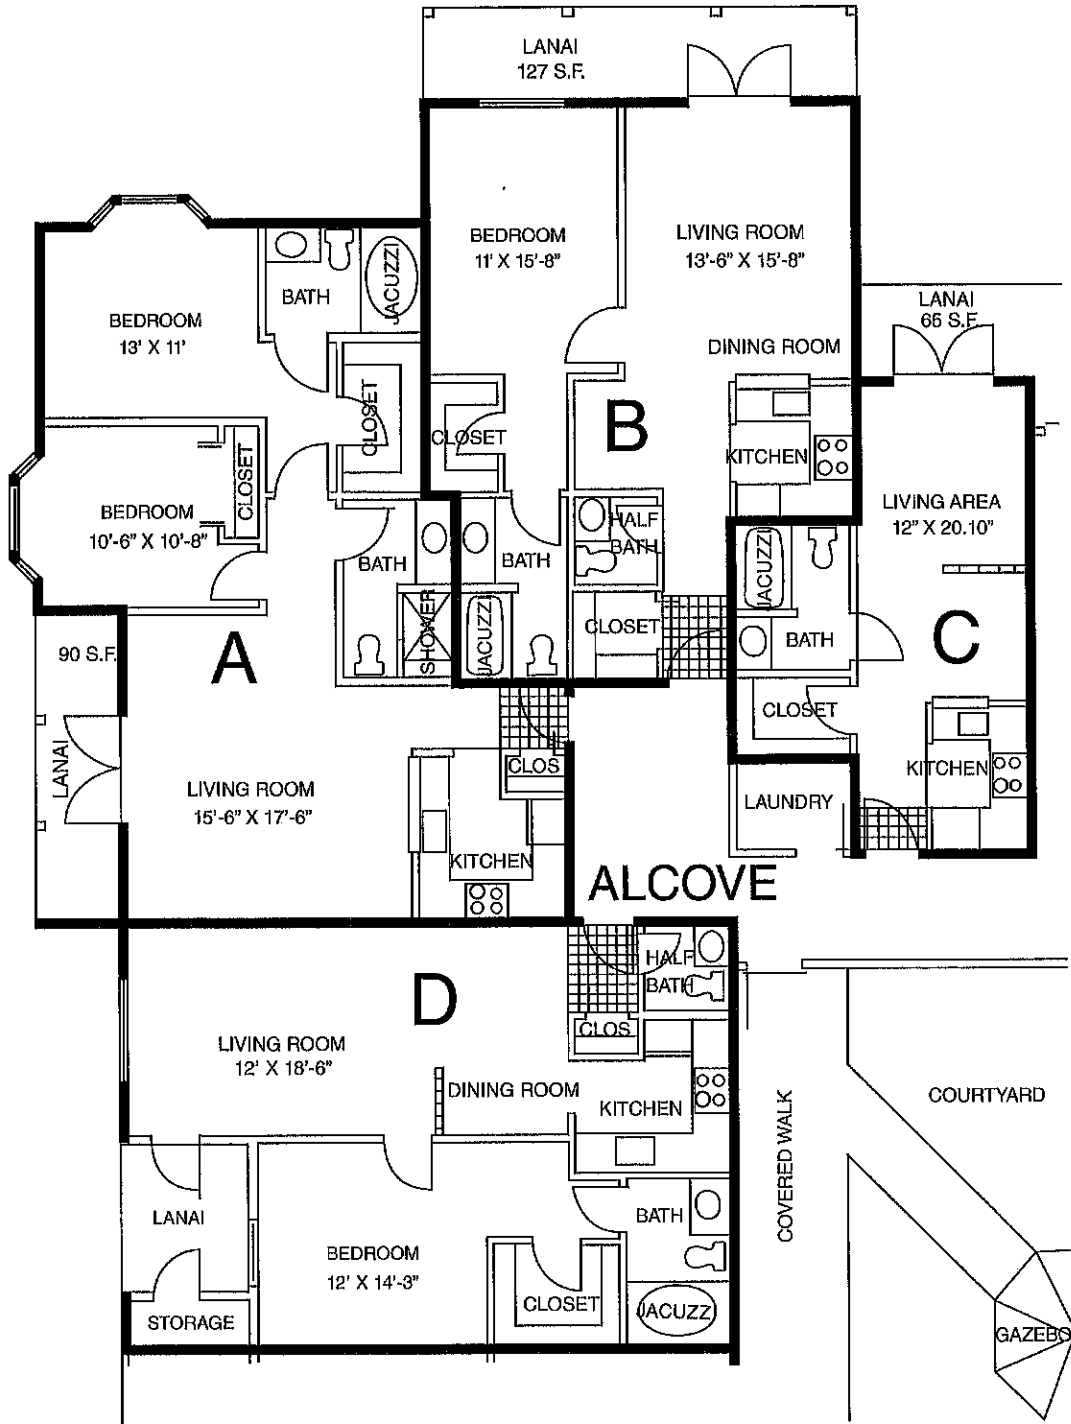 LANAI
127 S.F.
BEDROOM
11' X 15'-8"
LIVING ROOM
13'-6" X 15'-8"
DINING ROOM
CLOSET
B
KITCHEN
HALF
BATH
BATH
JACUZZI
CLOSET
BATH
JACUZZI
BEDROOM
13' X 11'
CLOSET
CLOSET
BEDROOM
10'-6" X 10'-8"
BATH
SHOWER
A
90 S.F.
LANAI
LIVING ROOM
15'-6" X 17'-6"
CLOS
KITCHEN
LANAI
65 S.F
LIVING AREA
12" X 20.10"
JACUZZI
BATH
C
CLOSET
KITCHEN
LAUNDRY
ALCOVE
D
HALF
BATH
CLOS
LIVING ROOM
12' X 18'-6"
DINING ROOM
KITCHEN
LANAI
BEDROOM
12' X 14'-3"
BATH
CLOSET
JACUZZ
STORAGE
COVERED WALK
COURTYARD
GAZEBO